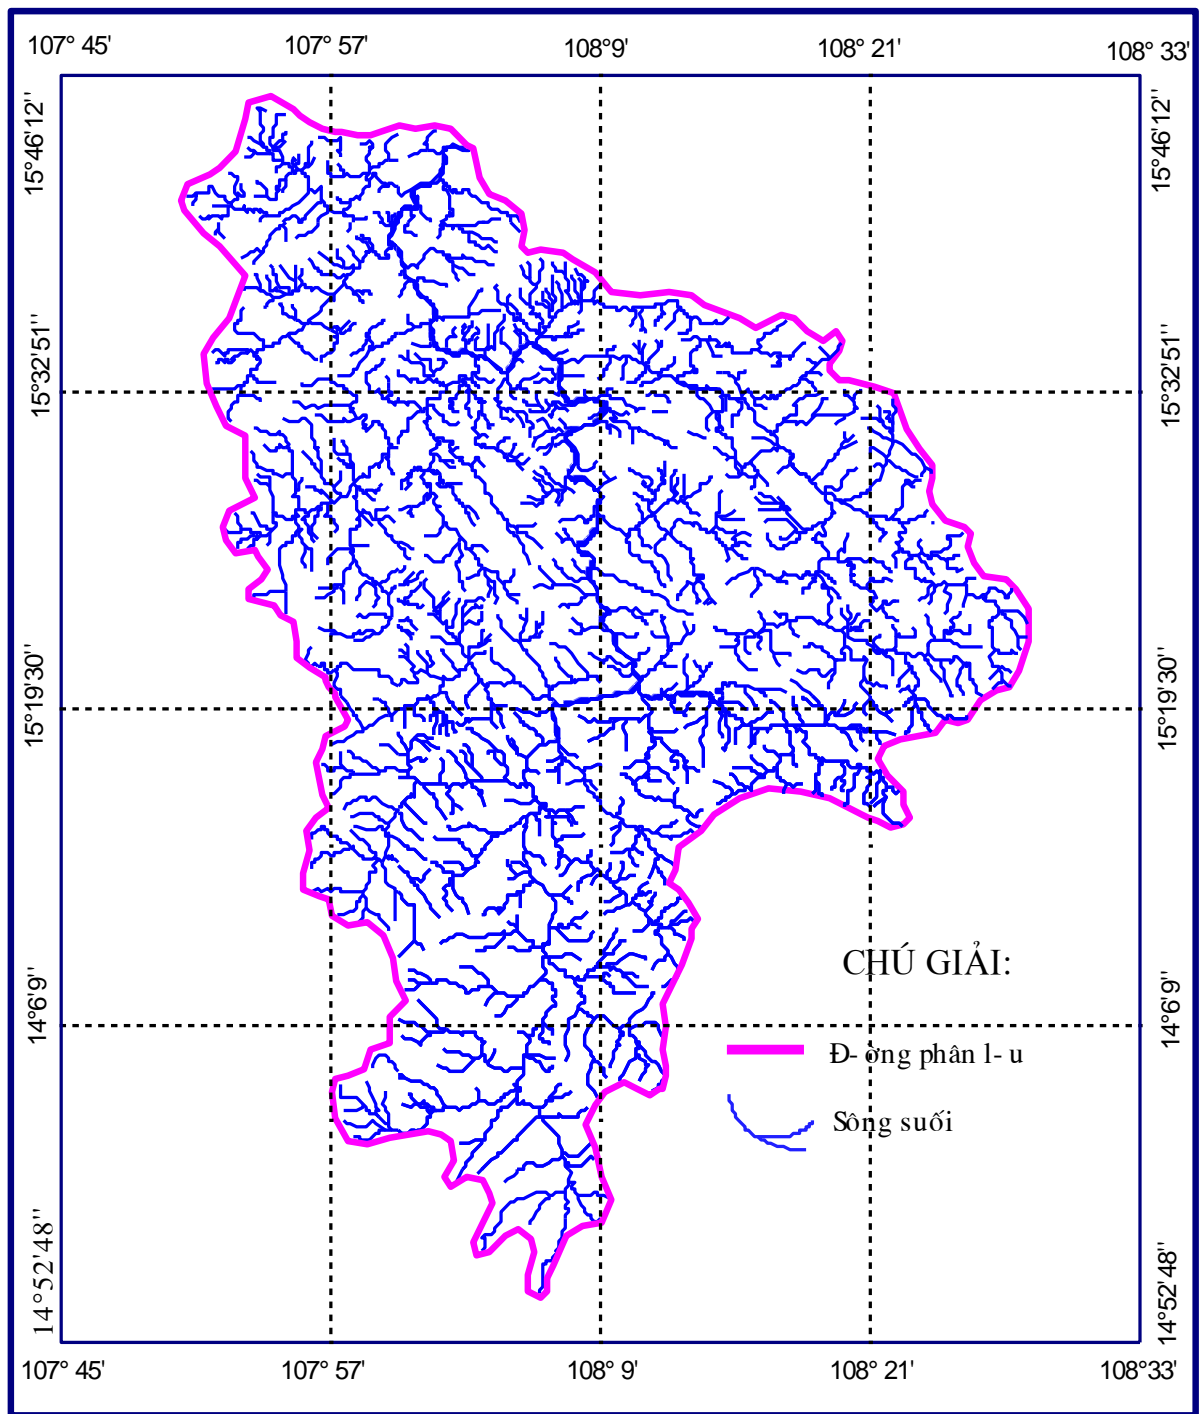 107° 45' 107° 57' 108° 9' 108° 21' 108° 33'
15°46'12'' 15°46'12''
15°32'51'' 15°32'51''
15°19'30'' 15°19'30''
CHÚ GIẢI:
14°6'9'' 14°6'9''
Đ- ờng phân l- u
Sông suối
14°52'48'' 14°52'48''
107° 45' 107° 57' 108° 9' 108° 21' 108°33'